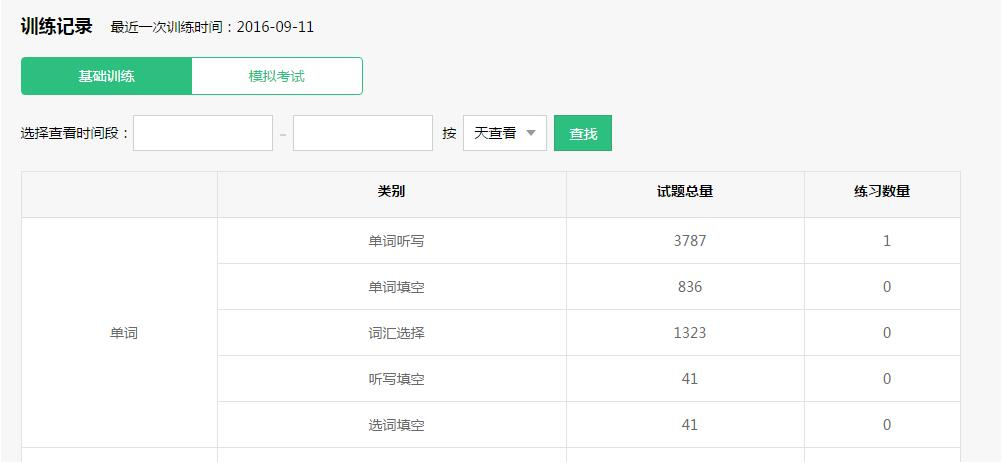 训练记录 最近一次训练时间：2016-09-11
基础训练 模拟考试
选择查看时间段： – 按 天查看 查找
类别 试题总量 练习数量
单词听写 3787 1
单词填空 836 0
单词 词汇选择 1323 0
听写填空 41 0
选词填空 41 0